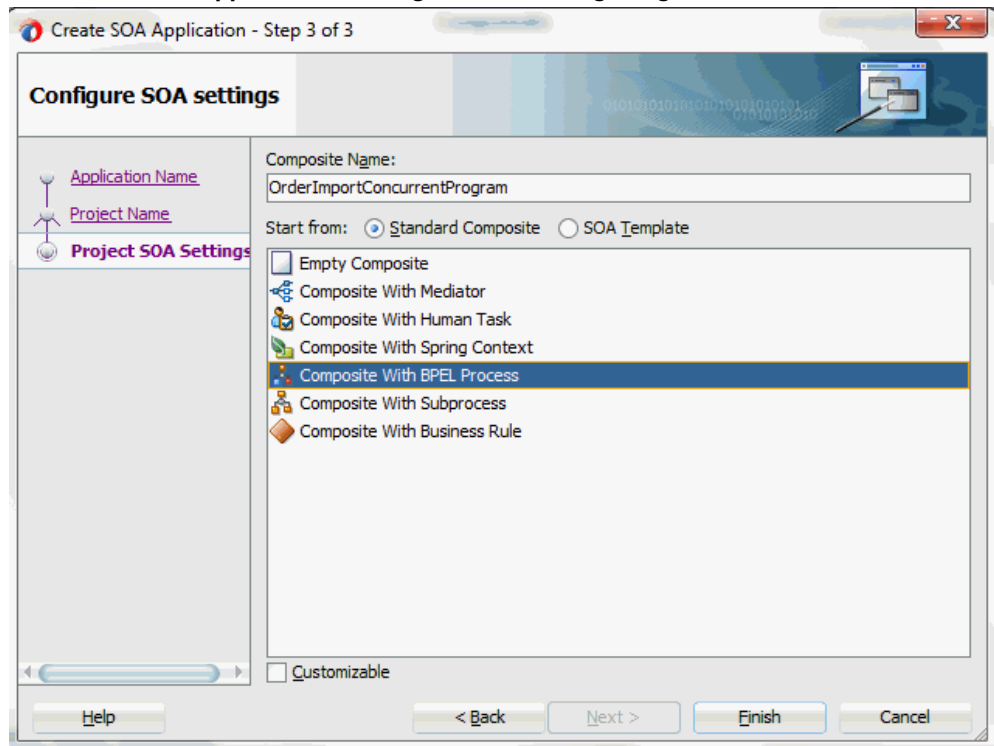 Create SOA Application - Step 3 of 3
Configure SOA settings
Application Name
Project Name
Project SOA Settings
Composite Name:
OrderImportConcurrentProgram
Start from: Standard Composite SOA Template
Empty Composite
Composite With Mediator
Composite With Human Task
Composite With Spring Context
Composite With BPEL Process
Composite With Subprocess
Composite With Business Rule
Customizable
Help < Back Next > Finish Cancel